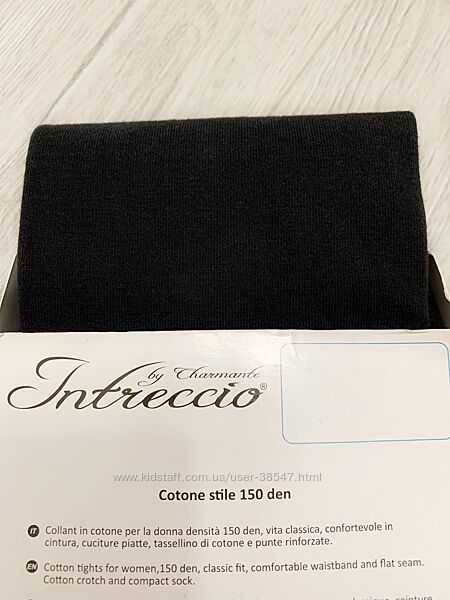 by Charmante
Intreccio®
www.kidstaff.com.ua/user-38547.html
Cotone stile 150 den
IT Collant in cotone per la donna densità 150 den, vita classica, confortevole in
cintura, cuciture piatte, tassellino di cotone e punte rinforzate.
EN Cotton tights for women,150 den, classic fit, comfortable waistband and flat seam.
Cotton crotch and compact sock.